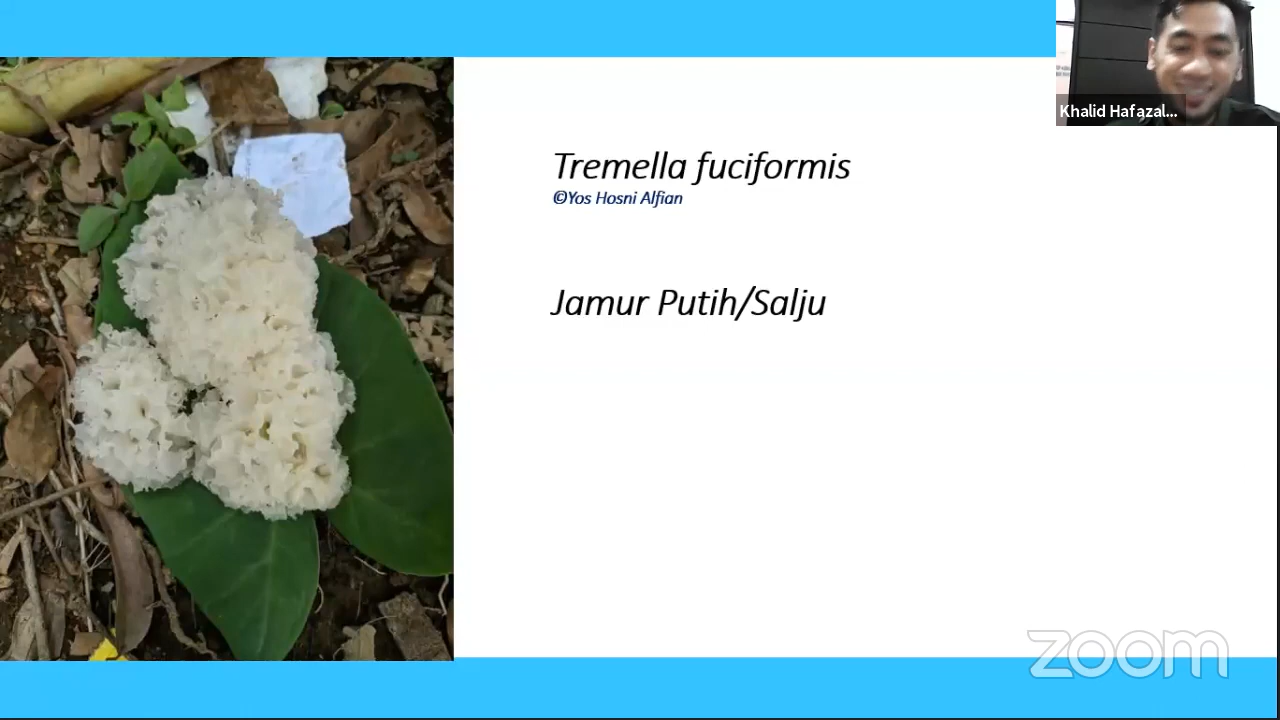 Khalid Hafazal...
Tremella fuciformis
©Yos Hosni Alfian
Jamur Putih/Salju
zoom